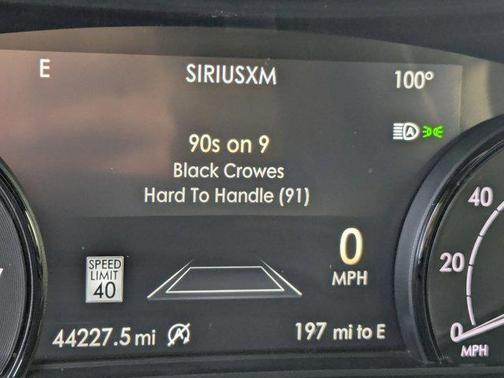 E SIRIUSXM 100°
90s on 9
Black Crowes
Hard To Handle (91)
A
0
MPH
SPEED
LIMIT
40
44227.5 mi A 197 mi to E
40
20
0
MPH